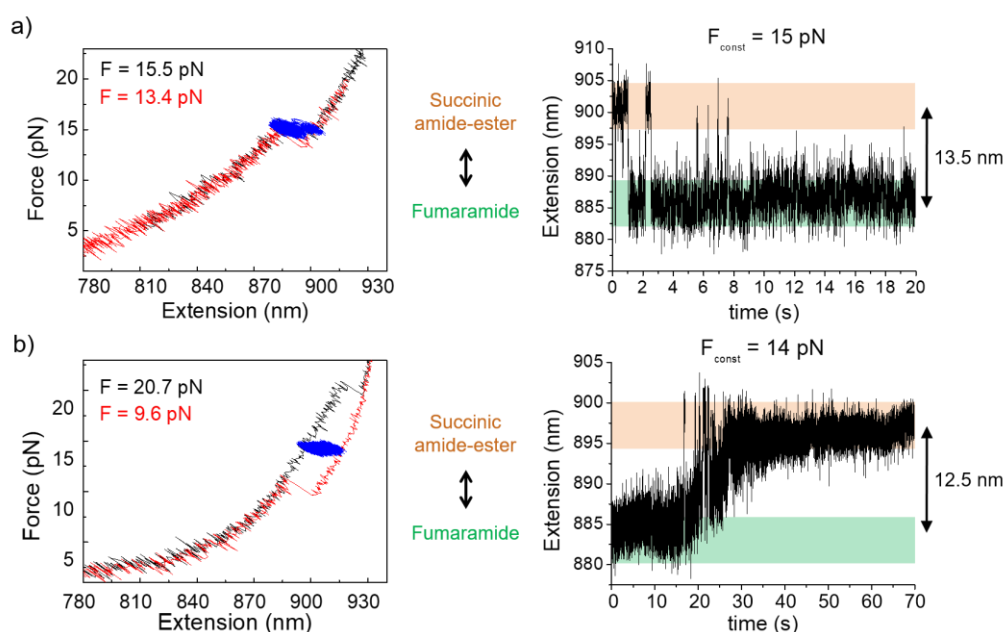 a)
F = 15.5 pN
F = 13.4 pN
Force (pN)
20
15
10
5
780 810 840 870 900 930
Extension (nm)
Succinic
amide-ester
Fumaramide
Fconst = 15 pN
Extension (nm)
910
905
900
895
890
885
880
875
0 2 4 6 8 10 12 14 16 18 20
time (s)
13.5 nm
b)
F = 20.7 pN
F = 9.6 pN
Force (pN)
20
15
10
5
780 810 840 870 900 930
Extension (nm)
Succinic
amide-ester
Fumaramide
Fconst = 14 pN
Extension (nm)
905
900
895
890
885
880
0 10 20 30 40 50 60 70
time (s)
12.5 nm